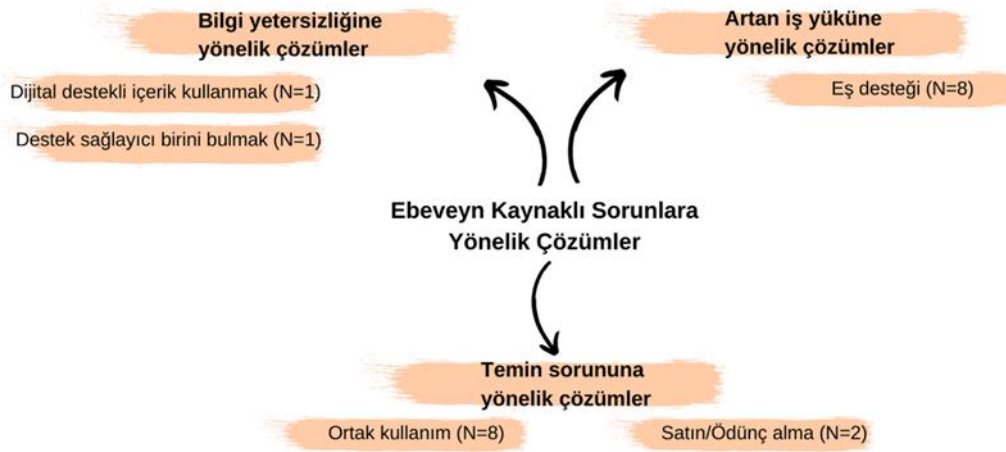 Bilgi yetersizliğine
yönelik çözümler
Dijital destekli içerik kullanmak (N=1)
Destek sağlayıcı birini bulmak (N=1)
Artan iş yüküne
yönelik çözümler
Eş desteği (N=8)
Ebeveyn Kaynaklı Sorunlara
Yönelik Çözümler
Temin sorununa
yönelik çözümler
Ortak kullanım (N=8)
Satın/Ödünç alma (N=2)